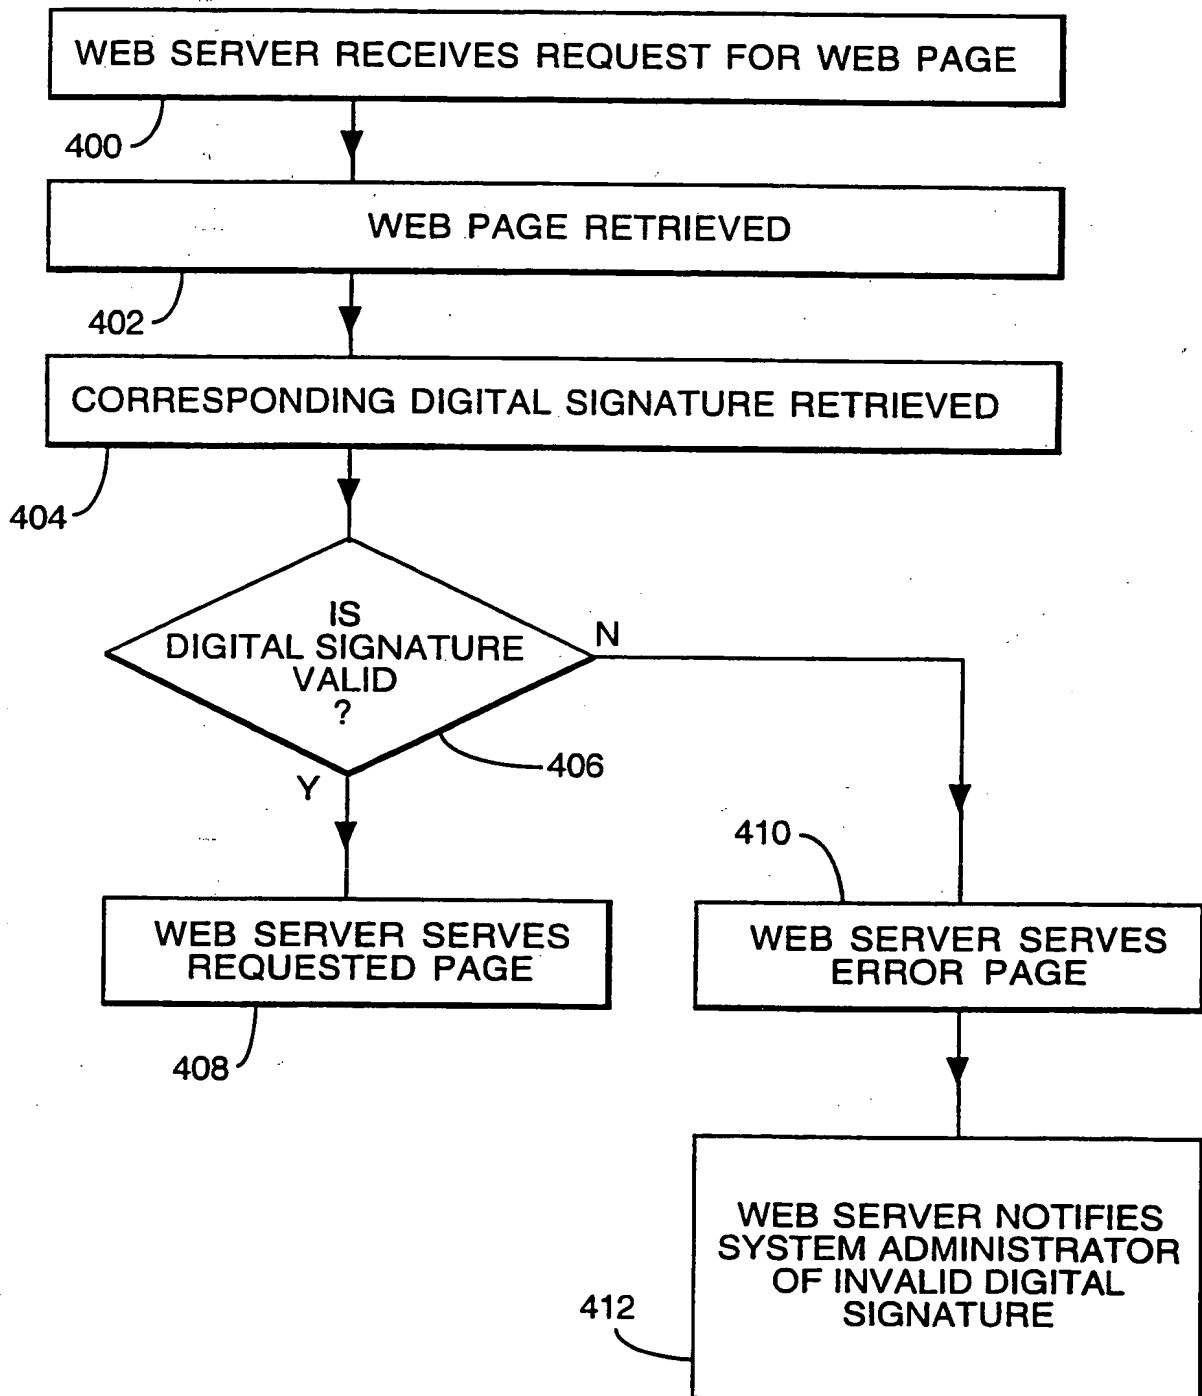 WEB SERVER RECEIVES REQUEST FOR WEB PAGE
400
WEB PAGE RETRIEVED
402
CORRESPONDING DIGITAL SIGNATURE RETRIEVED
404
IS
DIGITAL SIGNATURE
VALID
?
N
406
Y
410
WEB SERVER SERVES
REQUESTED PAGE
408
WEB SERVER SERVES
ERROR PAGE
WEB SERVER NOTIFIES
SYSTEM ADMINISTRATOR
OF INVALID DIGITAL
SIGNATURE
412